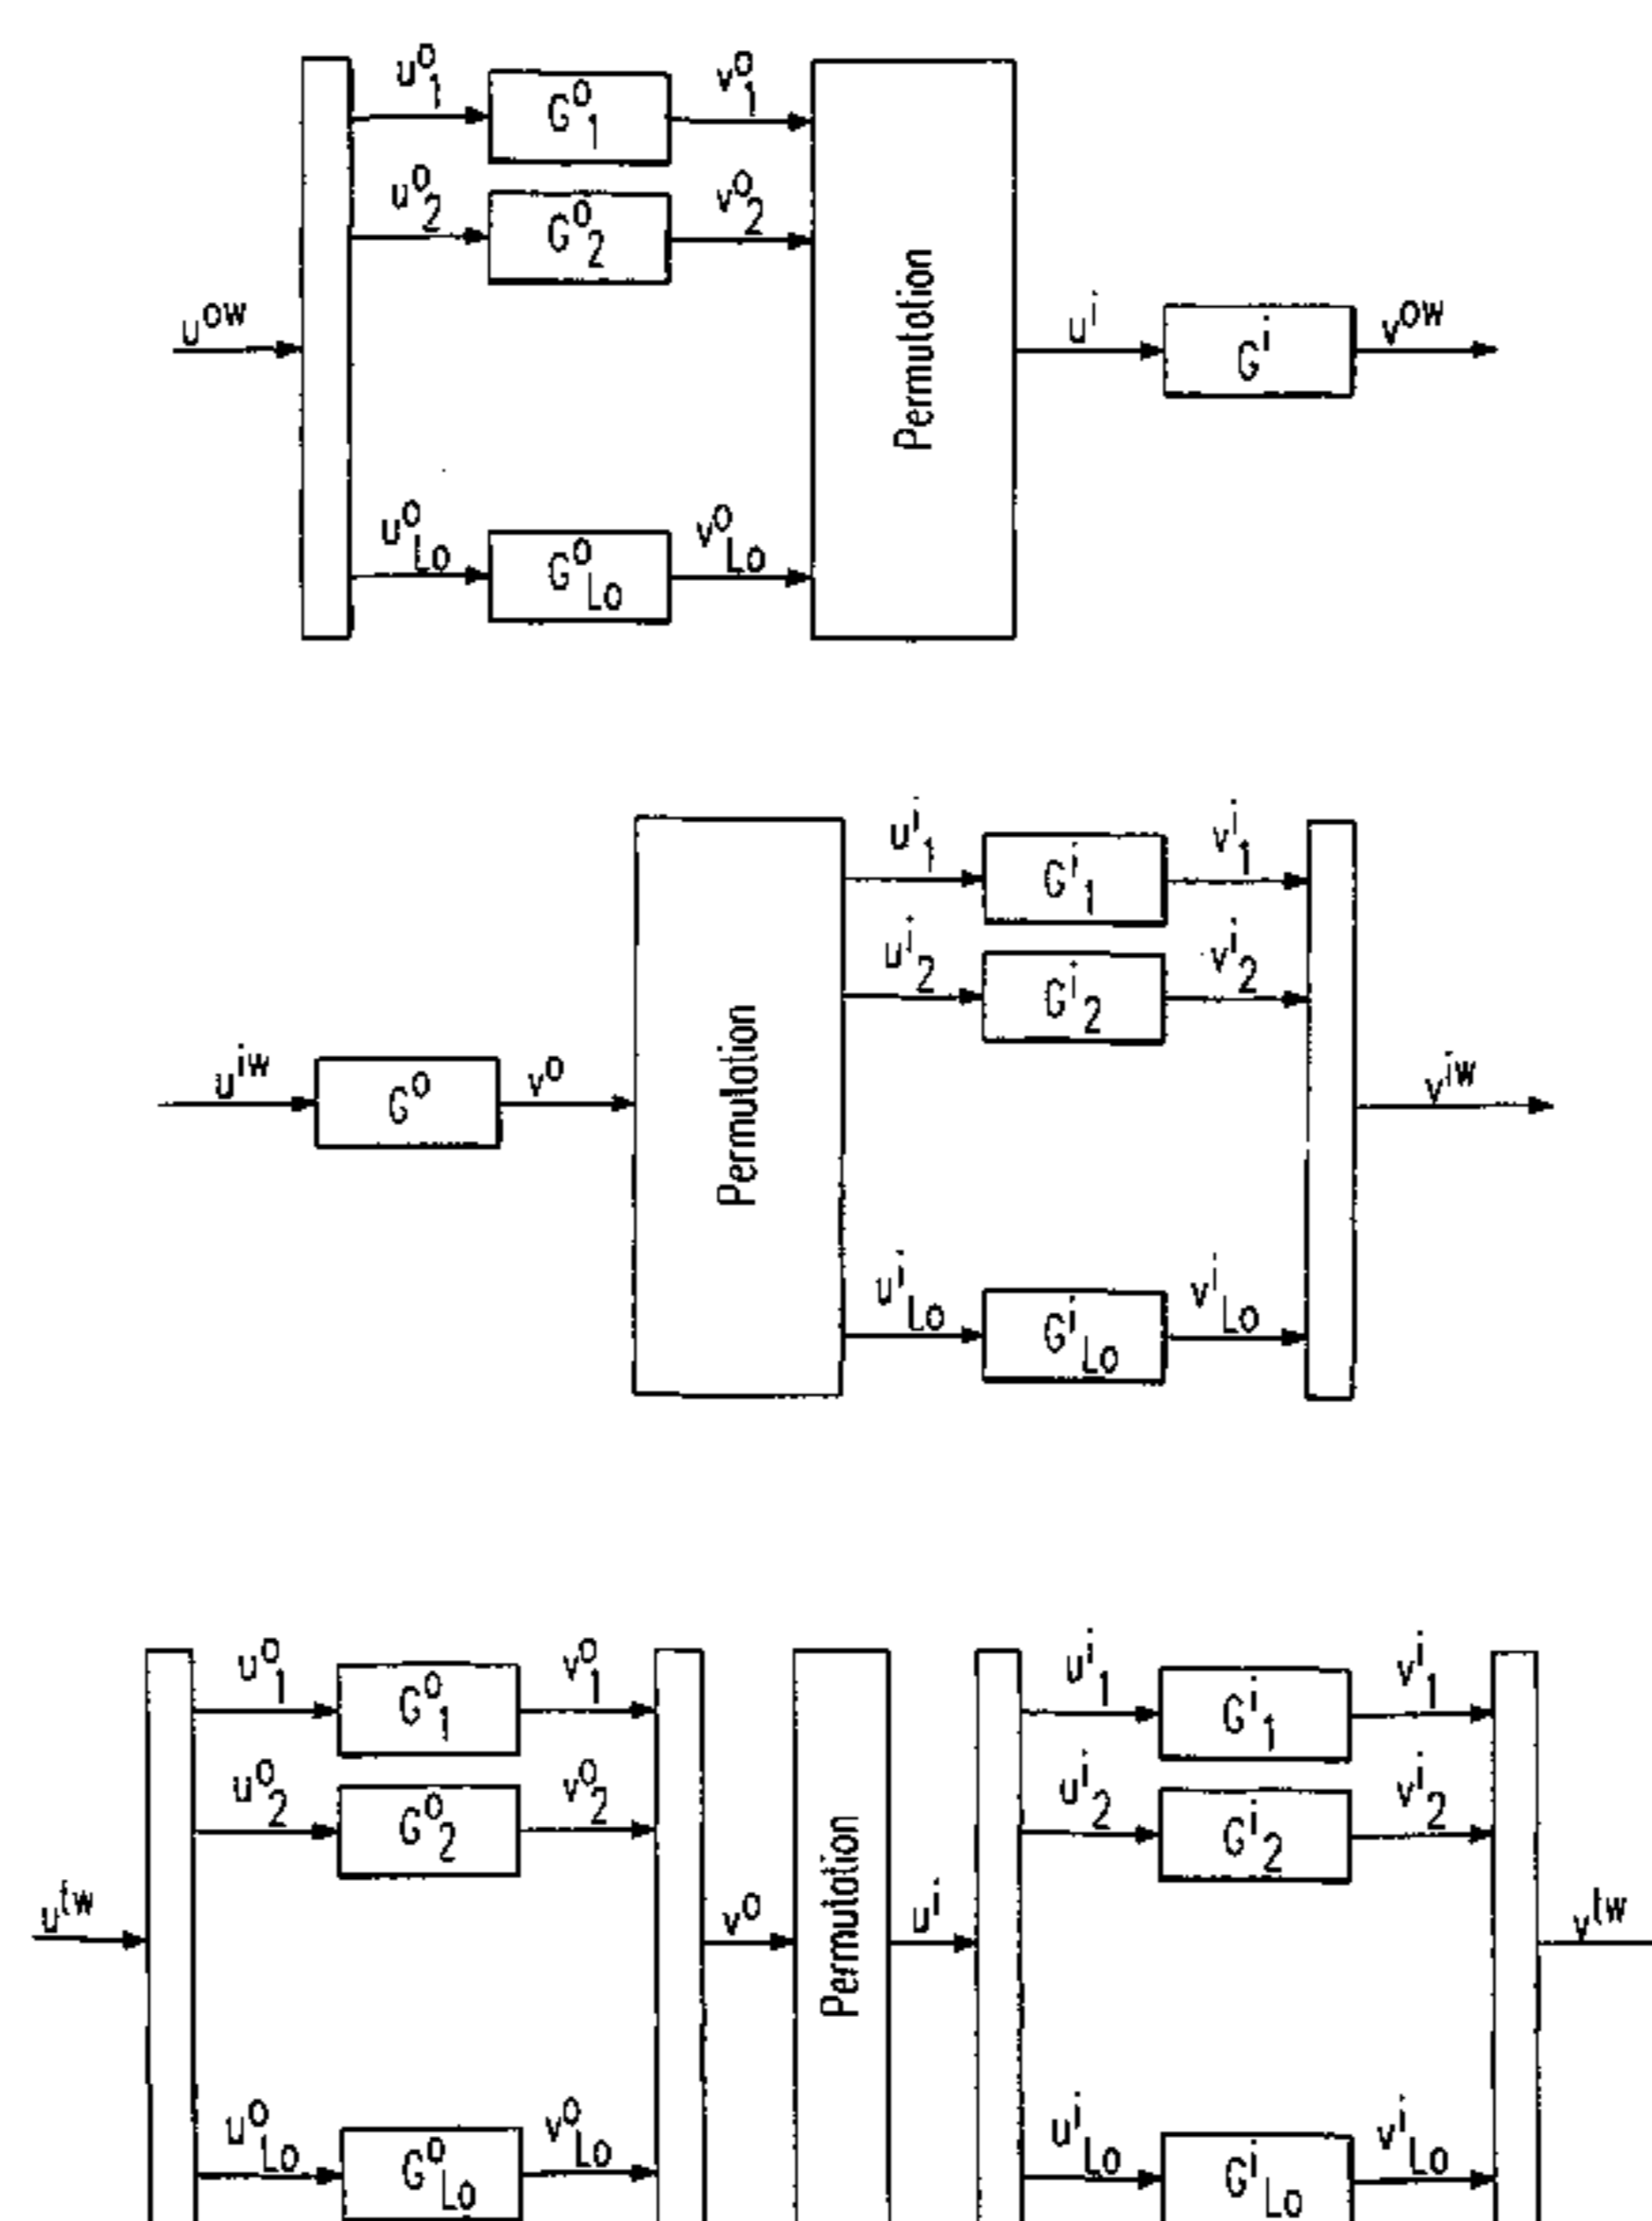 u^ow u^o_1 G^o_1 v^o_1
u^o_2 G^o_2 v^o_2
u^o_Lo G^o_Lo v^o_Lo
Permutation
u^i G^i v^ow
u^iw G^o v^o
Permutation
u^i_1 G^i_1 v^i_1
u^i_2 G^i_2 v^i_2
u^i_Lo G^i_Lo v^i_Lo
v^iw
u^tw
u^o_1 G^o_1 v^o_1
u^o_2 G^o_2 v^o_2
u^o_Lo G^o_Lo v^o_Lo
v^o
Permutation
u^i
u^i_1 G^i_1 v^i_1
u^i_2 G^i_2 v^i_2
u^i_Lo G^i_Lo v^i_Lo
v^tw